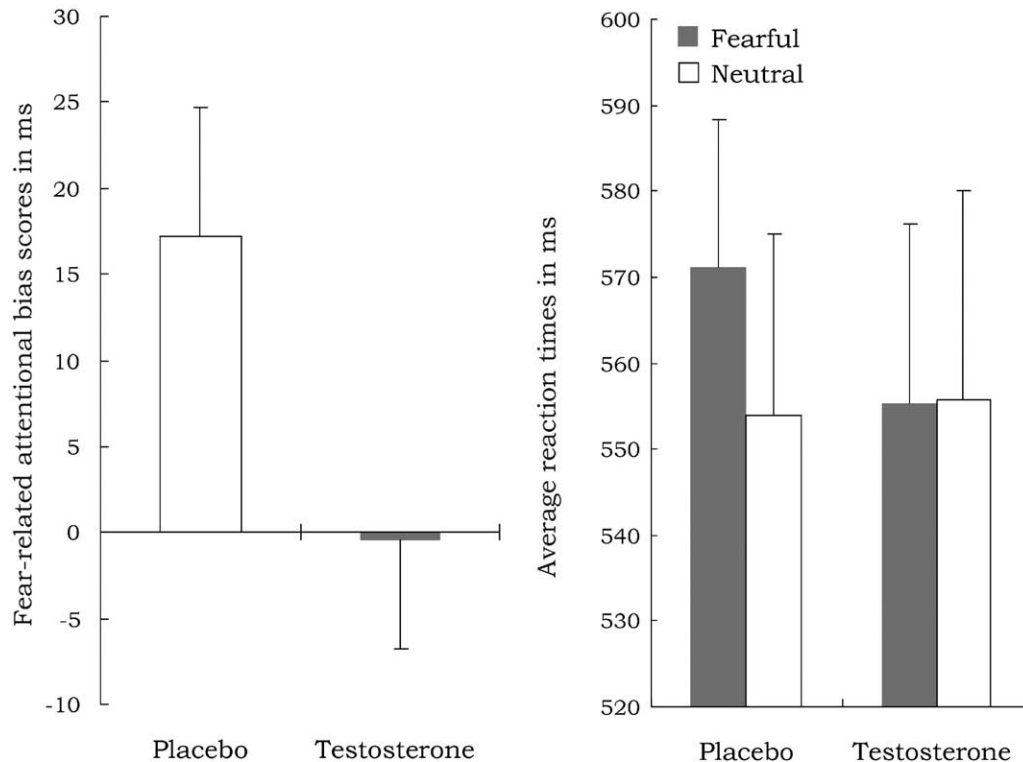 Fear-related attentional bias scores in ms
30
25
20
15
10
5
0
-5
-10
Placebo
Testosterone
Average reaction times in ms
600
590
580
570
560
550
540
530
520
Fearful
Neutral
Placebo
Testosterone